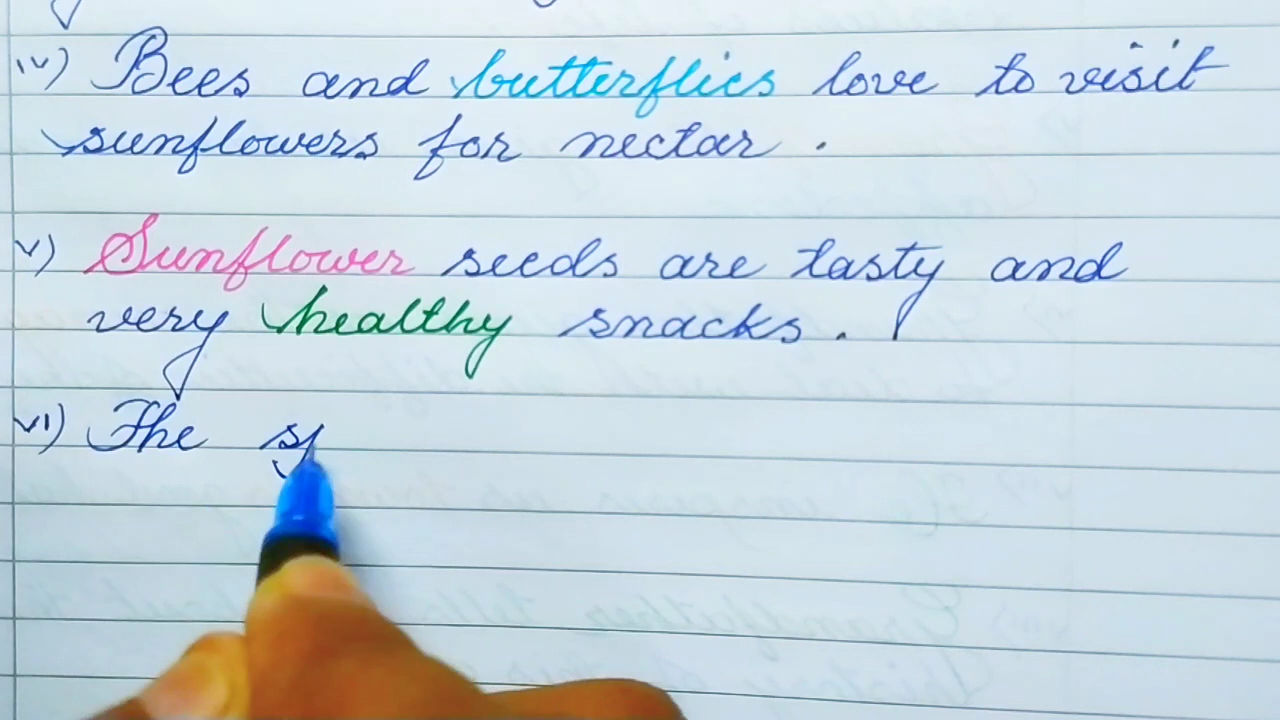 iv) Bees and butterflies love to visit
sunflowers for nectar.
v) Sunflower seeds are tasty and
very healthy snacks.
vi) The